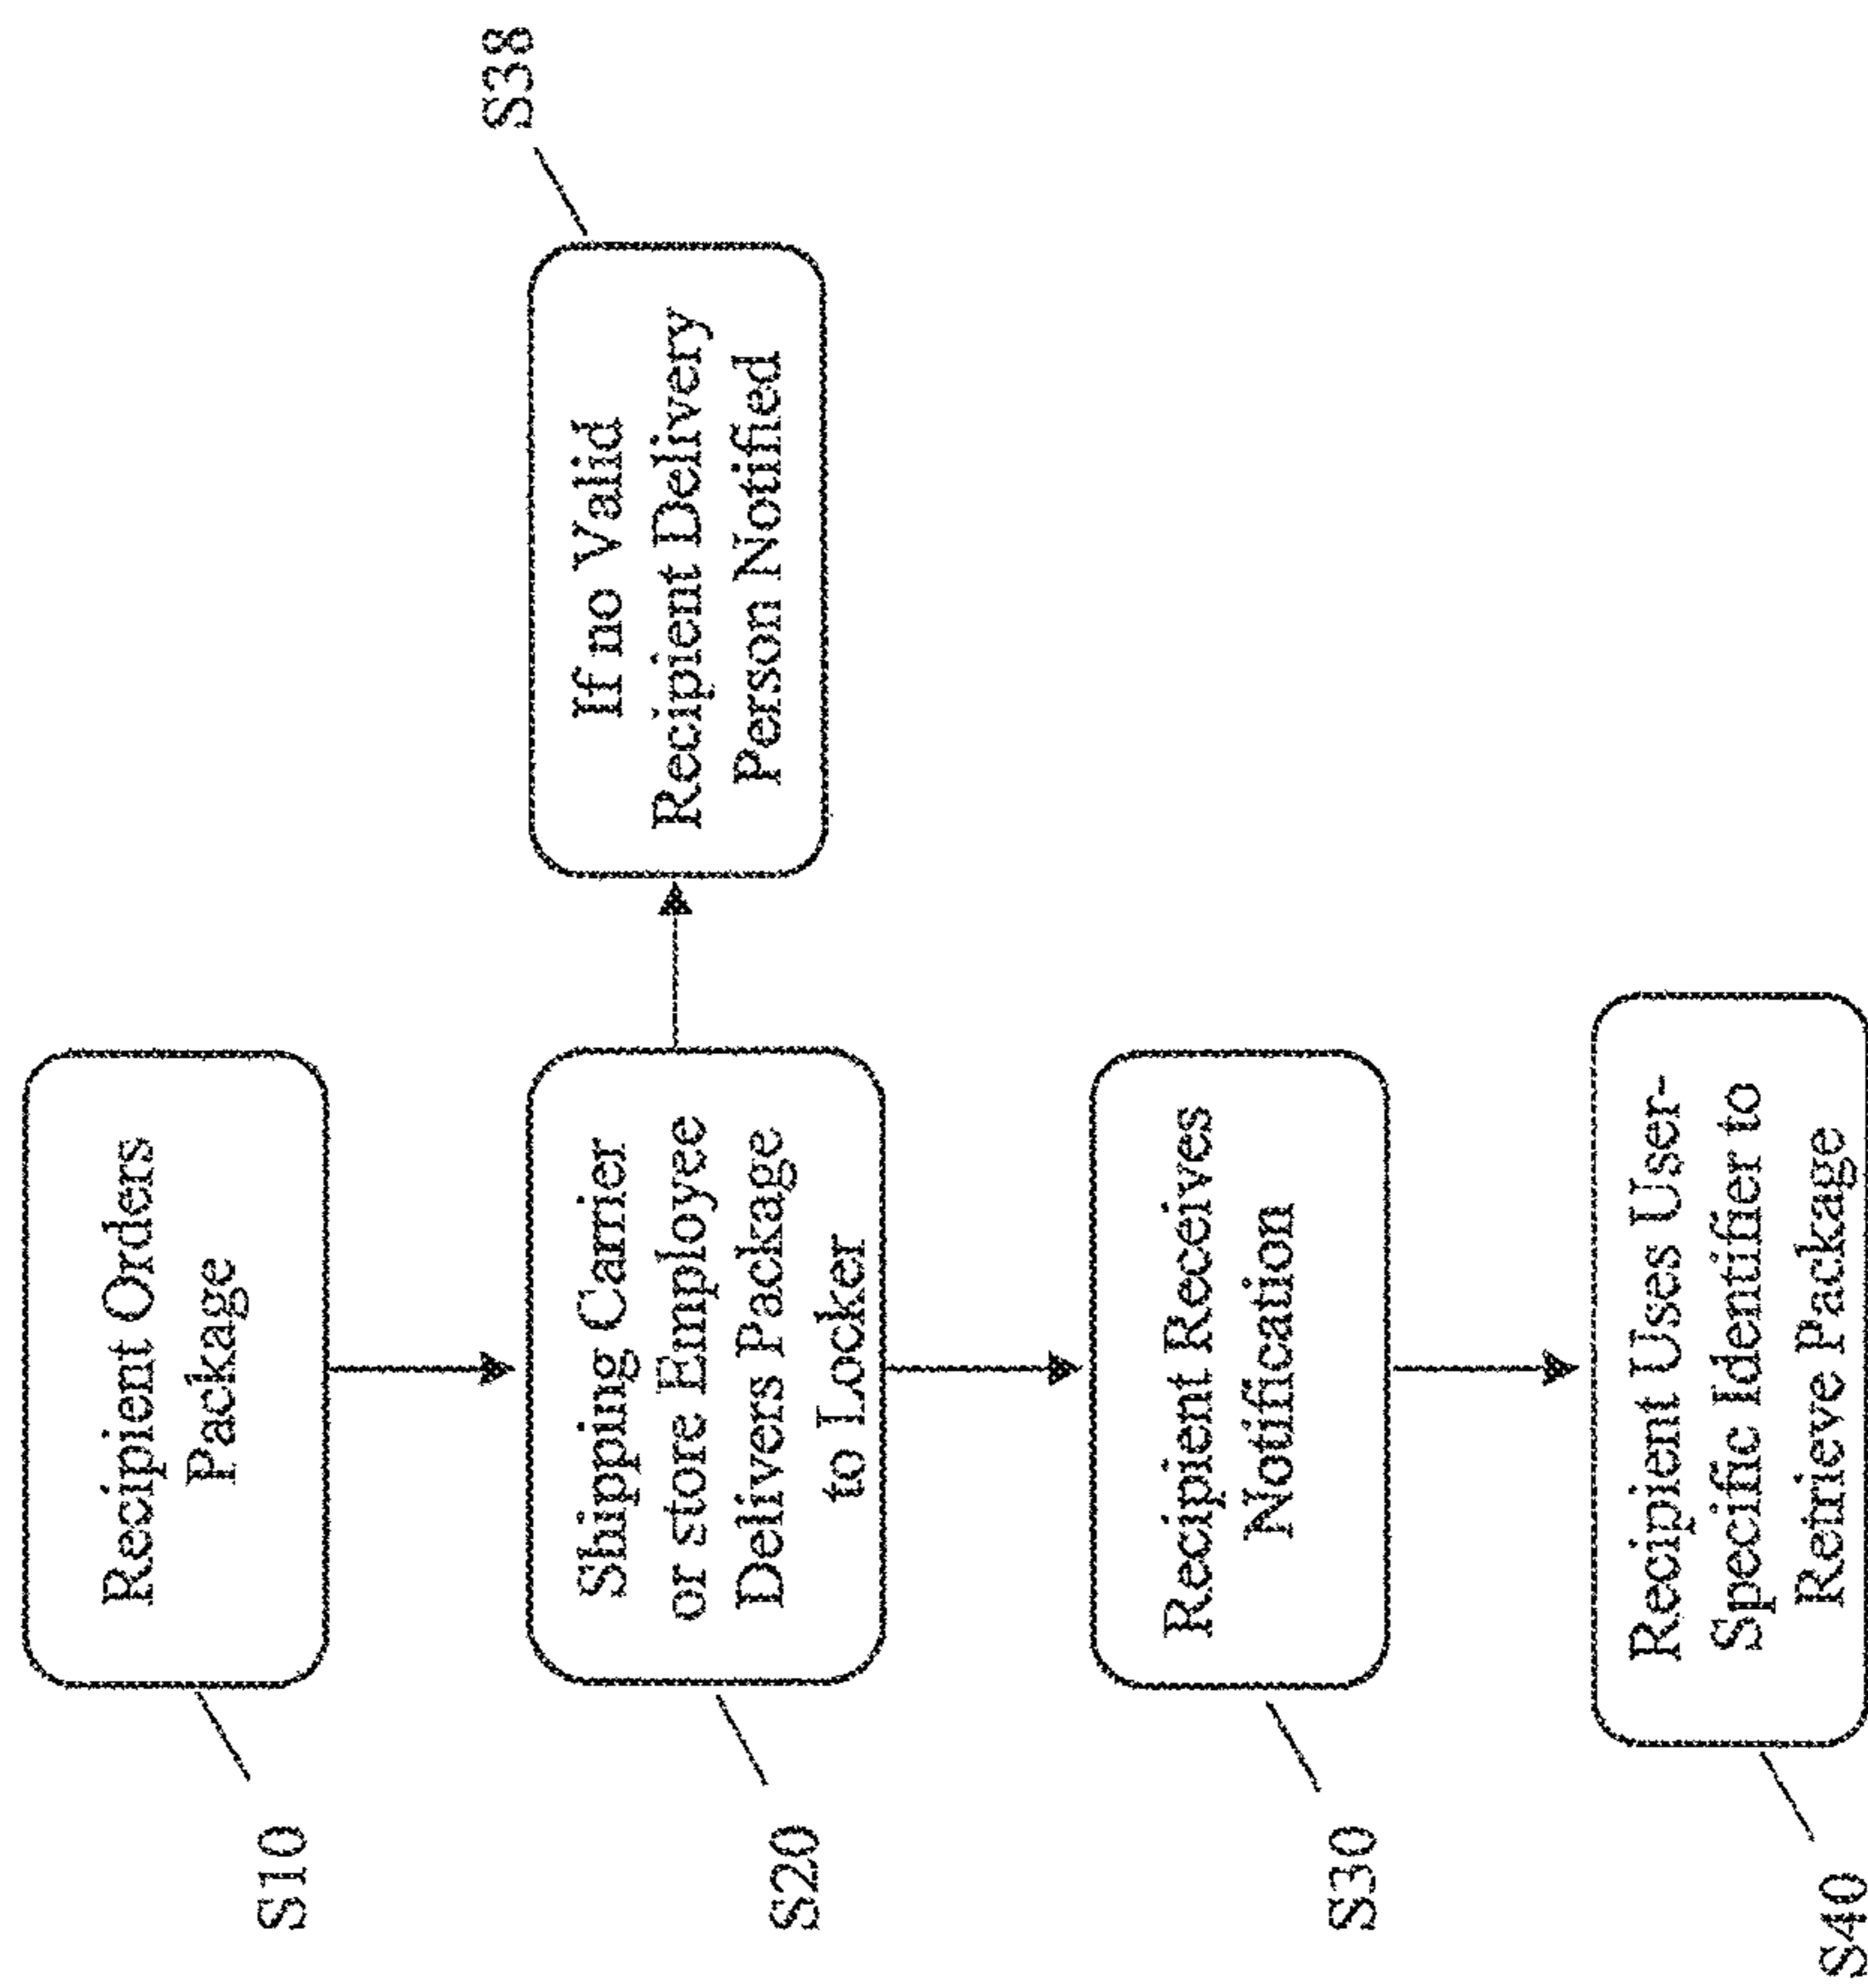 S10
Recipient Orders
Package
S20
Shipping Carrier
or store Employee
Delivers Package
to Locker
S38
If no Valid
Recipient Delivery
Person Notified
S30
Recipient Receives
Notification
S40
Recipient Uses User-
Specific Identifier to
Retrieve Package